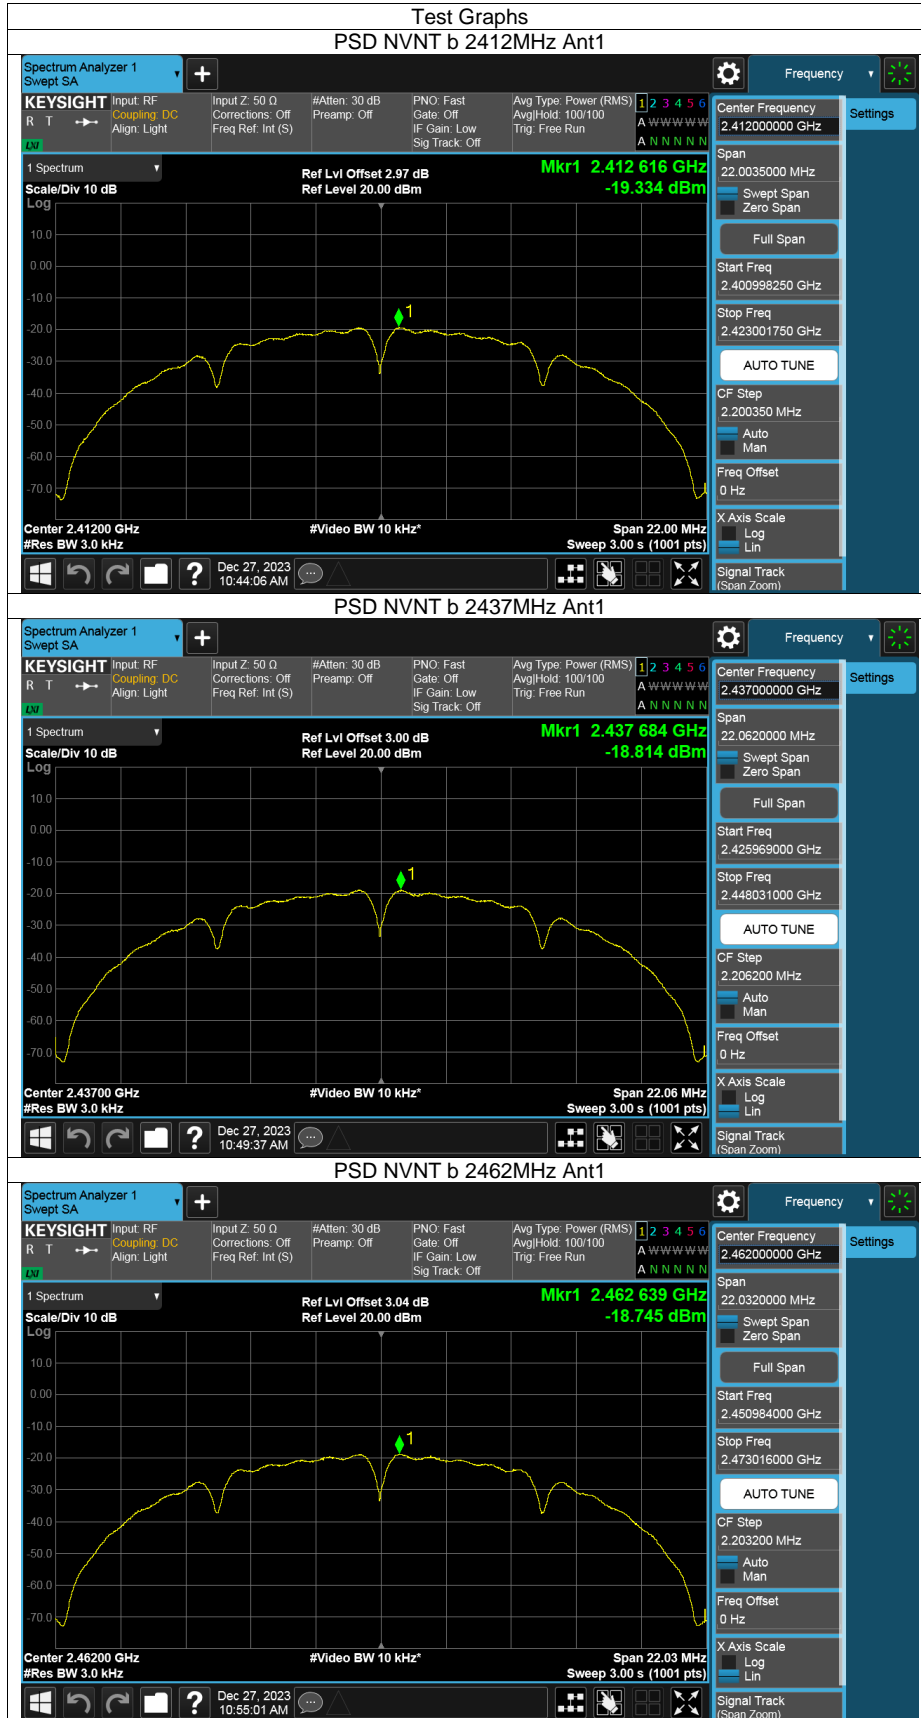 Test Graphs
PSD NVNT b 2412MHz Ant1
Spectrum Analyzer 1
Swept SA
Frequency
KEYSIGHT
R T
LXI
Input: RF
Coupling: DC
Align: Light
Input Z: 50 Ω
Corrections: Off
Freq Ref: Int (S)
#Atten: 30 dB
Preamp: Off
PNO: Fast
Gate: Off
IF Gain: Low
Sig Track: Off
Avg Type: Power (RMS)
Avg|Hold: 100/100
Trig: Free Run
1 2 3 4 5 6
A W W W W W
A N N N N N
Center Frequency
2.412000000 GHz
Settings
1 Spectrum
Scale/Div 10 dB
Ref Lvl Offset 2.97 dB
Ref Level 20.00 dBm
Mkr1 2.412 616 GHz
-19.334 dBm
Span
22.0035000 MHz
Swept Span
Zero Span
Full Span
Start Freq
2.400998250 GHz
Stop Freq
2.423001750 GHz
AUTO TUNE
CF Step
2.200350 MHz
Auto
Man
Freq Offset
0 Hz
X Axis Scale
Log
Lin
Signal Track
(Span Zoom)
Log
10.0
0.00
-10.0
-20.0
-30.0
-40.0
-50.0
-60.0
-70.0
1
Center 2.41200 GHz
#Res BW 3.0 kHz
#Video BW 10 kHz*
Span 22.00 MHz
Sweep 3.00 s (1001 pts)
?
Dec 27, 2023
10:44:06 AM
PSD NVNT b 2437MHz Ant1
Spectrum Analyzer 1
Swept SA
Frequency
KEYSIGHT
R T
LXI
Input: RF
Coupling: DC
Align: Light
Input Z: 50 Ω
Corrections: Off
Freq Ref: Int (S)
#Atten: 30 dB
Preamp: Off
PNO: Fast
Gate: Off
IF Gain: Low
Sig Track: Off
Avg Type: Power (RMS)
Avg|Hold: 100/100
Trig: Free Run
1 2 3 4 5 6
A W W W W W
A N N N N N
Center Frequency
2.437000000 GHz
Settings
1 Spectrum
Scale/Div 10 dB
Ref Lvl Offset 3.00 dB
Ref Level 20.00 dBm
Mkr1 2.437 684 GHz
-18.814 dBm
Span
22.0620000 MHz
Swept Span
Zero Span
Full Span
Start Freq
2.425969000 GHz
Stop Freq
2.448031000 GHz
AUTO TUNE
CF Step
2.206200 MHz
Auto
Man
Freq Offset
0 Hz
X Axis Scale
Log
Lin
Signal Track
(Span Zoom)
Log
10.0
0.00
-10.0
-20.0
-30.0
-40.0
-50.0
-60.0
-70.0
1
Center 2.43700 GHz
#Res BW 3.0 kHz
#Video BW 10 kHz*
Span 22.06 MHz
Sweep 3.00 s (1001 pts)
?
Dec 27, 2023
10:49:37 AM
PSD NVNT b 2462MHz Ant1
Spectrum Analyzer 1
Swept SA
Frequency
KEYSIGHT
R T
LXI
Input: RF
Coupling: DC
Align: Light
Input Z: 50 Ω
Corrections: Off
Freq Ref: Int (S)
#Atten: 30 dB
Preamp: Off
PNO: Fast
Gate: Off
IF Gain: Low
Sig Track: Off
Avg Type: Power (RMS)
Avg|Hold: 100/100
Trig: Free Run
1 2 3 4 5 6
A W W W W W
A N N N N N
Center Frequency
2.462000000 GHz
Settings
1 Spectrum
Scale/Div 10 dB
Ref Lvl Offset 3.04 dB
Ref Level 20.00 dBm
Mkr1 2.462 639 GHz
-18.745 dBm
Span
22.0320000 MHz
Swept Span
Zero Span
Full Span
Start Freq
2.450984000 GHz
Stop Freq
2.473016000 GHz
AUTO TUNE
CF Step
2.203200 MHz
Auto
Man
Freq Offset
0 Hz
X Axis Scale
Log
Lin
Signal Track
(Span Zoom)
Log
10.0
0.00
-10.0
-20.0
-30.0
-40.0
-50.0
-60.0
-70.0
1
Center 2.46200 GHz
#Res BW 3.0 kHz
#Video BW 10 kHz*
Span 22.03 MHz
Sweep 3.00 s (1001 pts)
?
Dec 27, 2023
10:55:01 AM